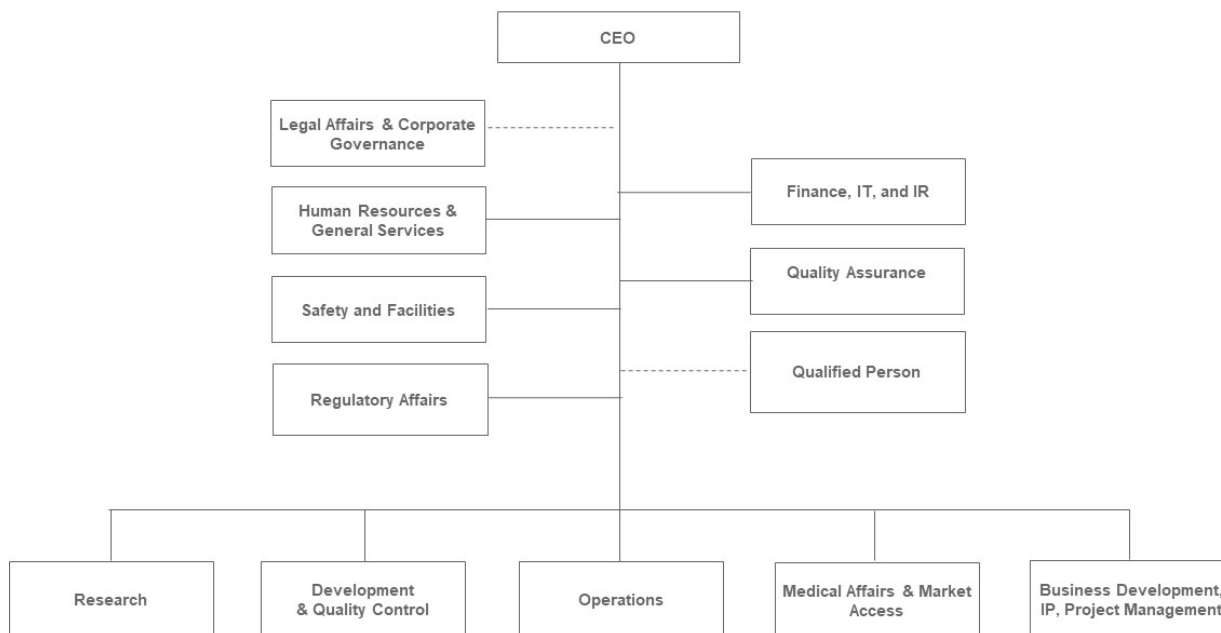 CEO
Legal Affairs & Corporate
Governance
Finance, IT, and IR
Human Resources &
General Services
Quality Assurance
Safety and Facilities
Qualified Person
Regulatory Affairs
Research
Development
& Quality Control
Operations
Medical Affairs & Market
Access
Business Development,
IP, Project Management